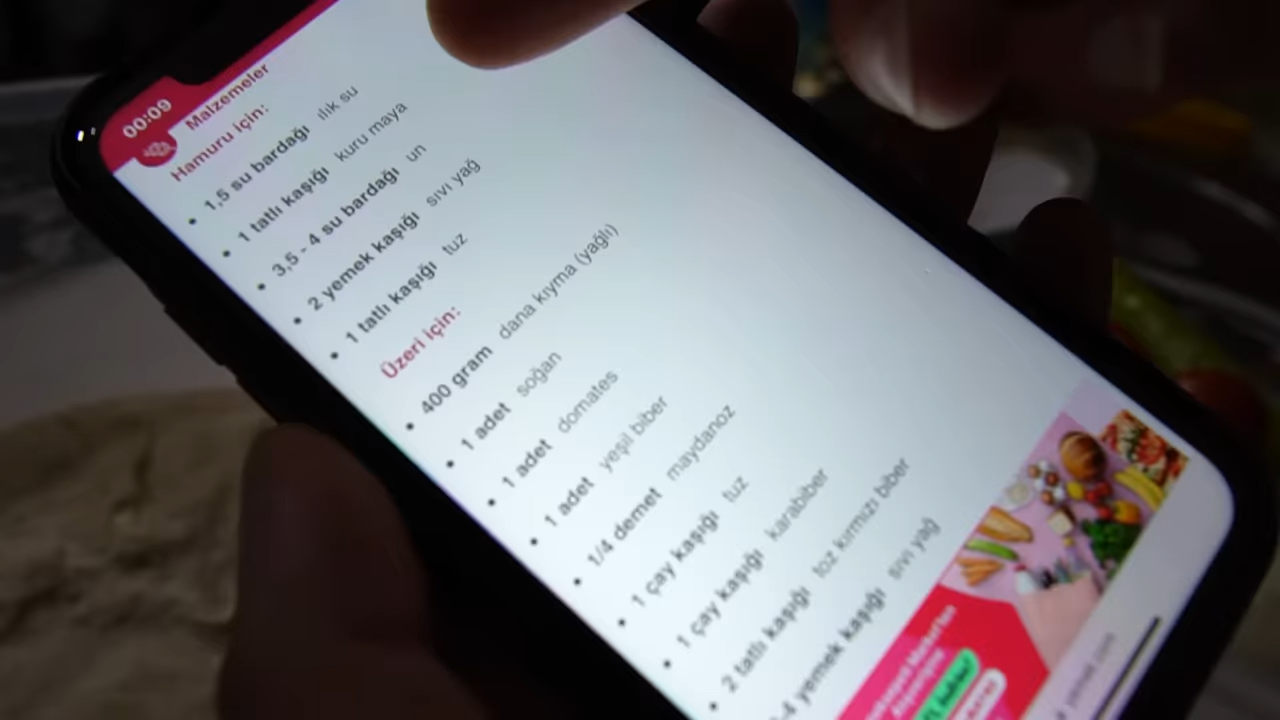 00:09
Malzemeler
Hamuru için:
• 1,5 su bardağı ılık su
• 1 tatlı kaşığı kuru maya
• 3,5 - 4 su bardağı un
• 2 yemek kaşığı sıvı yağ
• 1 tatlı kaşığı tuz
Üzeri için:
• 400 gram dana kıyma (yağlı)
• 1 adet soğan
• 1 adet domates
• 1 adet yeşil biber
• 1/4 demet maydanoz
• 1 çay kaşığı tuz
• 1 çay kaşığı karabiber
• 2 tatlı kaşığı toz kırmızı biber
• -4 yemek kaşığı sıvı yağ
yemek.com